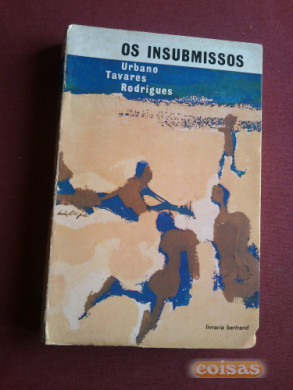 OS INSUBMISSOS
Urbano
Tavares
Rodrigues
livraria bertrand
coisas